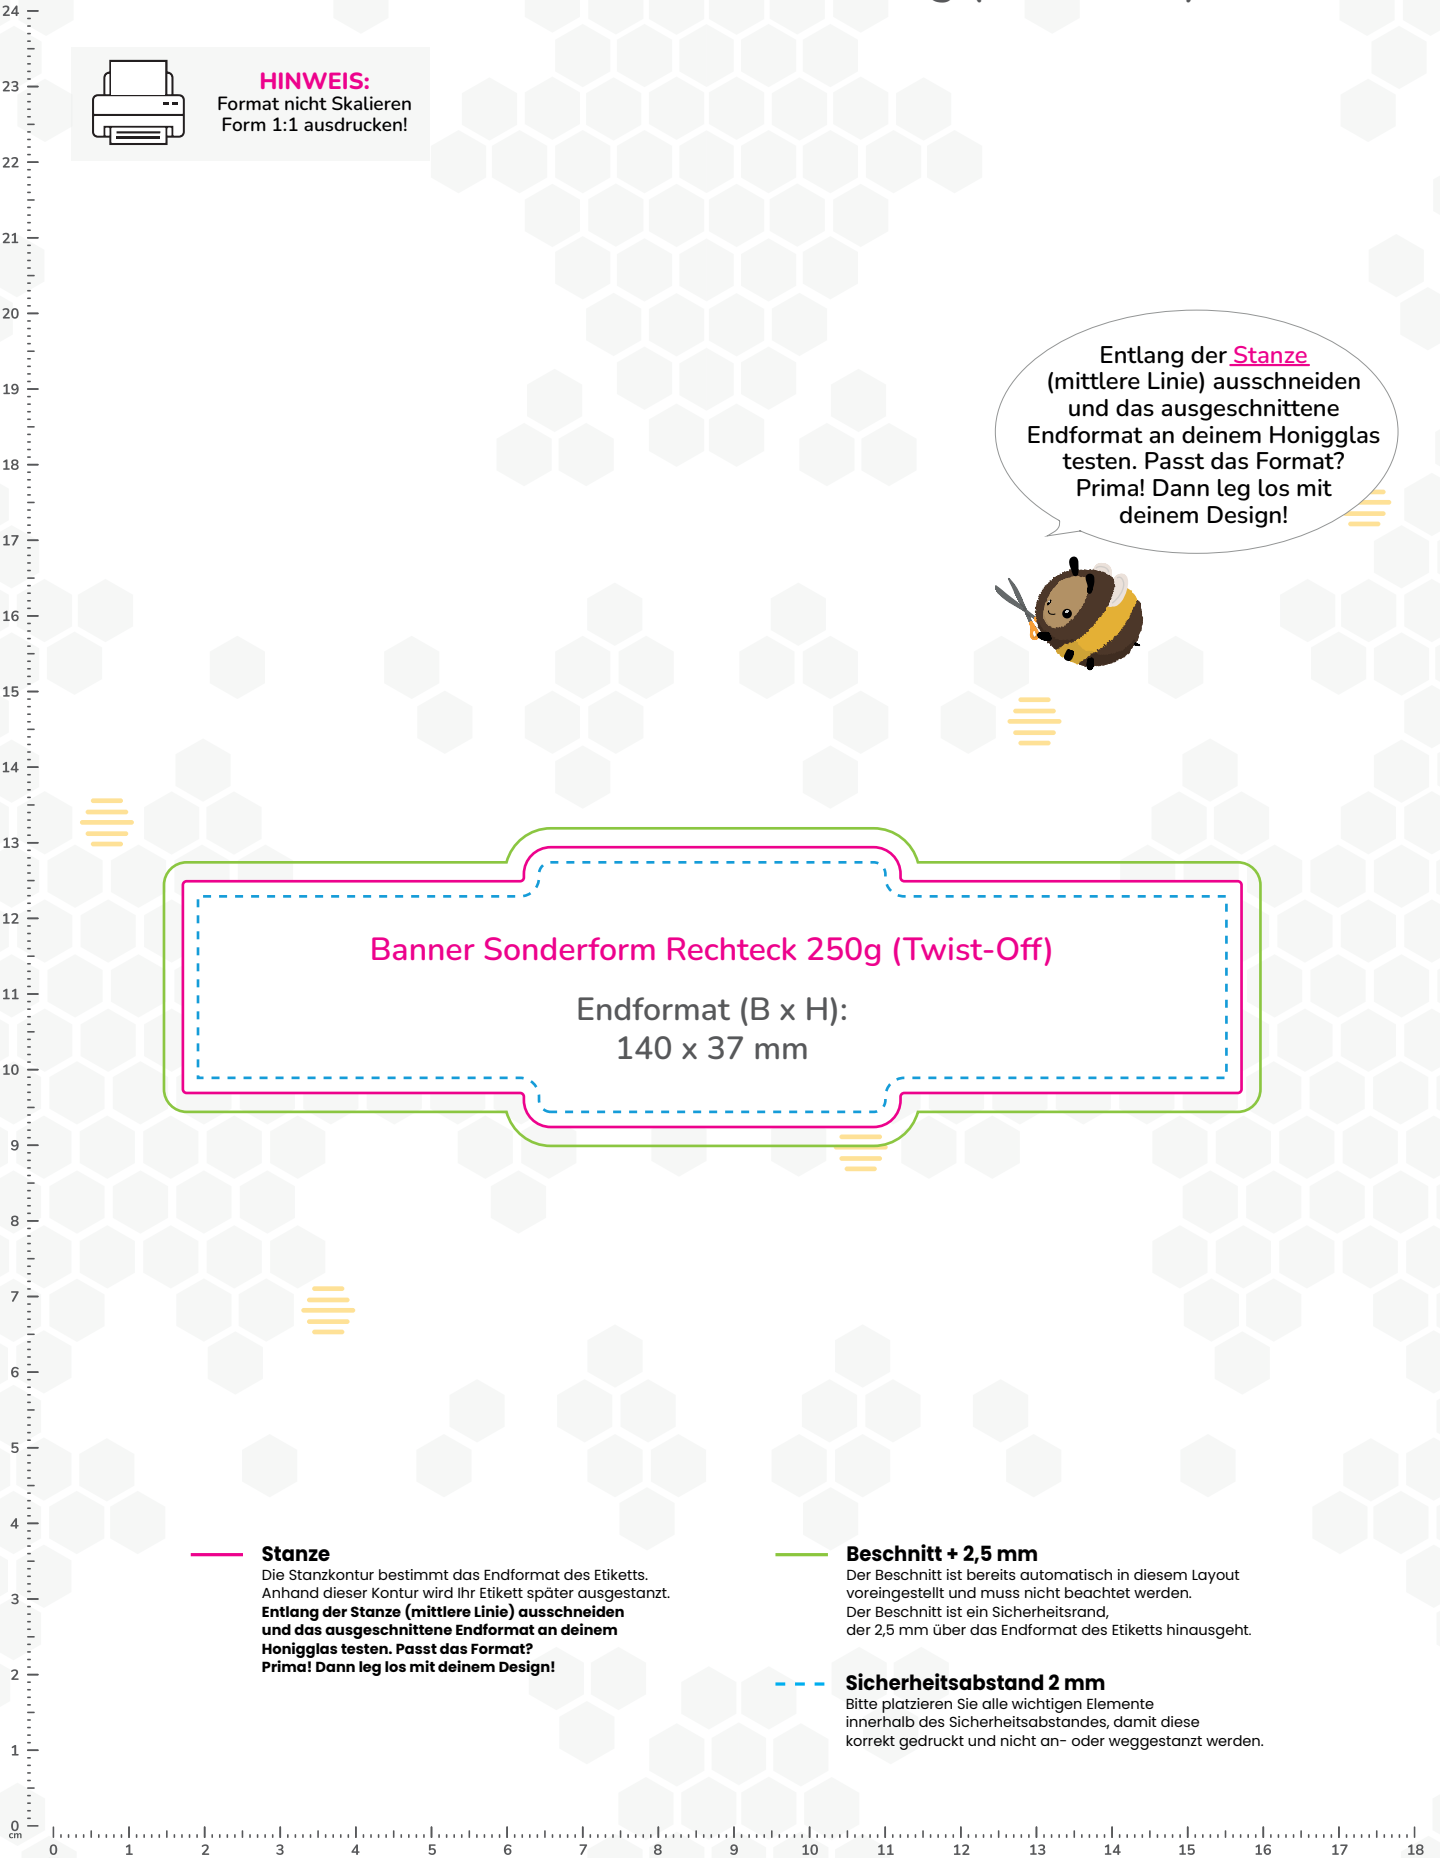 HINWEIS:
Format nicht Skalieren
Form 1:1 ausdrucken!
Entlang der Stanze
(mittlere Linie) ausschneiden
und das ausgeschnittene
Endformat an deinem Honigglas
testen. Passt das Format?
Prima! Dann leg los mit
deinem Design!
Banner Sonderform Rechteck 250g (Twist-Off)
Endformat (B x H):
140 x 37 mm
Stanze
Die Stanzkontur bestimmt das Endformat des Etiketts.
Anhand dieser Kontur wird Ihr Etikett später ausgestanzt.
Entlang der Stanze (mittlere Linie) ausschneiden
und das ausgeschnittene Endformat an deinem
Honigglas testen. Passt das Format?
Prima! Dann leg los mit deinem Design!
Beschnitt + 2,5 mm
Der Beschnitt ist bereits automatisch in diesem Layout
voreingestellt und muss nicht beachtet werden.
Der Beschnitt ist ein Sicherheitsrand,
der 2,5 mm über das Endformat des Etiketts hinausgeht.
Sicherheitsabstand 2 mm
Bitte platzieren Sie alle wichtigen Elemente
innerhalb des Sicherheitsabstandes, damit diese
korrekt gedruckt und nicht an- oder weggestanzt werden.
24
23
22
21
20
19
18
17
16
15
14
13
12
11
10
9
8
7
6
5
4
3
2
1
0
cm
0 1 2 3 4 5 6 7 8 9 10 11 12 13 14 15 16 17 18